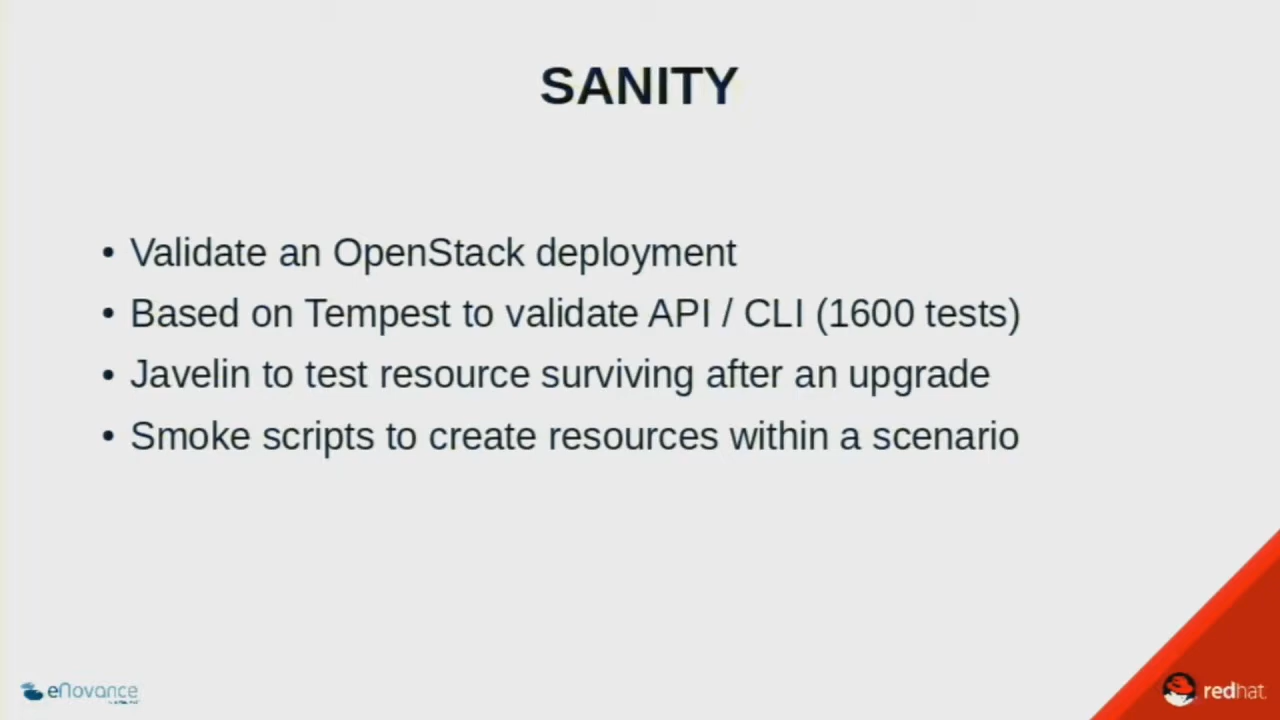 SANITY
• Validate an OpenStack deployment
• Based on Tempest to validate API / CLI (1600 tests)
• Javelin to test resource surviving after an upgrade
• Smoke scripts to create resources within a scenario
eNovance
redhat.